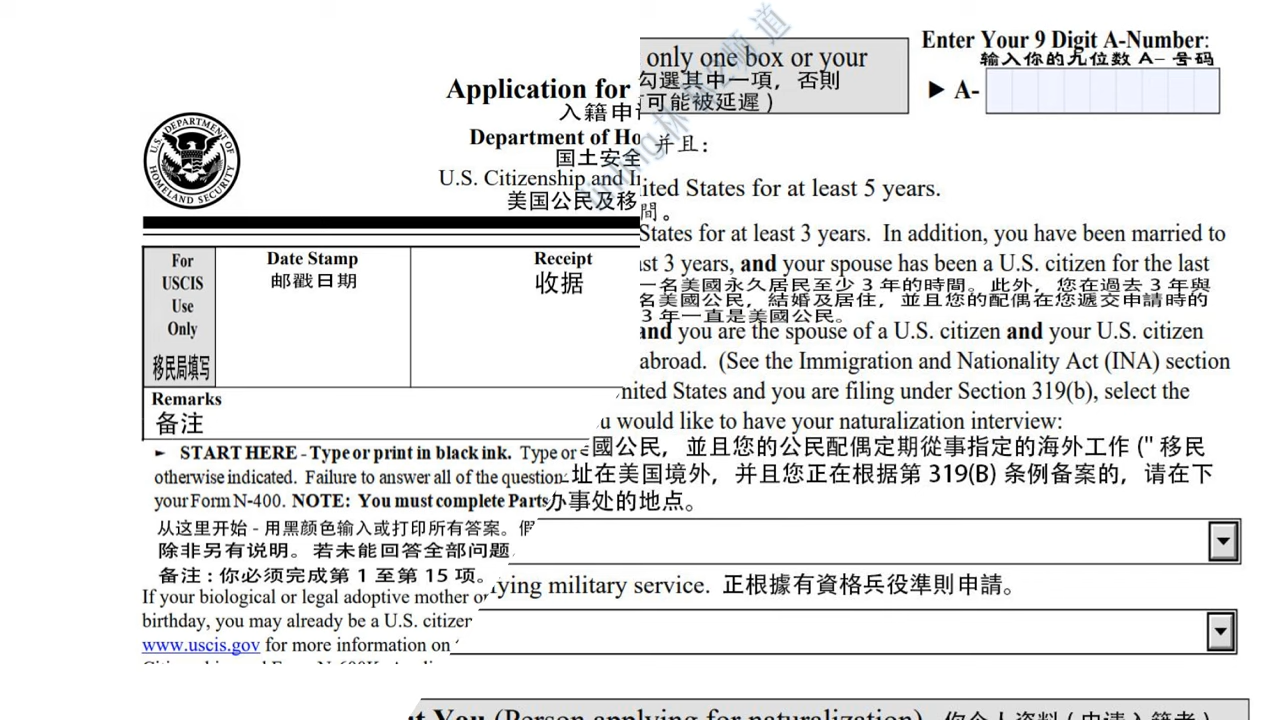 Application for
入籍申
Department of Ho
国土安全
U.S. Citizenship and I
美国公民及移
U.S. DEPARTMENT OF HOMELAND SECURITY
For USCIS Use Only
移民局填写
Date Stamp
邮戳日期
Receipt
收据
Remarks
备注
► START HERE - Type or print in black ink. Type or
otherwise indicated. Failure to answer all of the question
your Form N-400. NOTE: You must complete Parts
从这里开始 - 用黑颜色输入或打印所有答案。
除非另有说明。若未能回答全部问题
备注：你必须完成第 1 至第 15 项。
If your biological or legal adoptive mother or
birthday, you may already be a U.S. citizer
www.uscis.gov for more information on
only one box or your
勾選其中一項，否則
可能被延遲）
Enter Your 9 Digit A-Number:
输入你的九位数 A- 号码
► A-
并且：
ited States for at least 5 years.
間。
States for at least 3 years. In addition, you have been married to
st 3 years, and your spouse has been a U.S. citizen for the last
一名美國永久居民至少 3 年的時間。此外，您在過去 3 年與
名美國公民，結婚及居住，並且您的配偶在您遞交申請時的
3 年一直是美國公民。
and you are the spouse of a U.S. citizen and your U.S. citizen
abroad. (See the Immigration and Nationality Act (INA) section
nited States and you are filing under Section 319(b), select the
u would like to have your naturalization interview:
國公民，並且您的公民配偶定期從事指定的海外工作 (" 移民
址在美国境外，并且您正在根据第 319(B) 条例备案的，请在下
办事处的地点。
ying military service. 正根據有資格兵役準則申請。
t You (Person applying for naturalization) 你个人资料（申请入籍者）